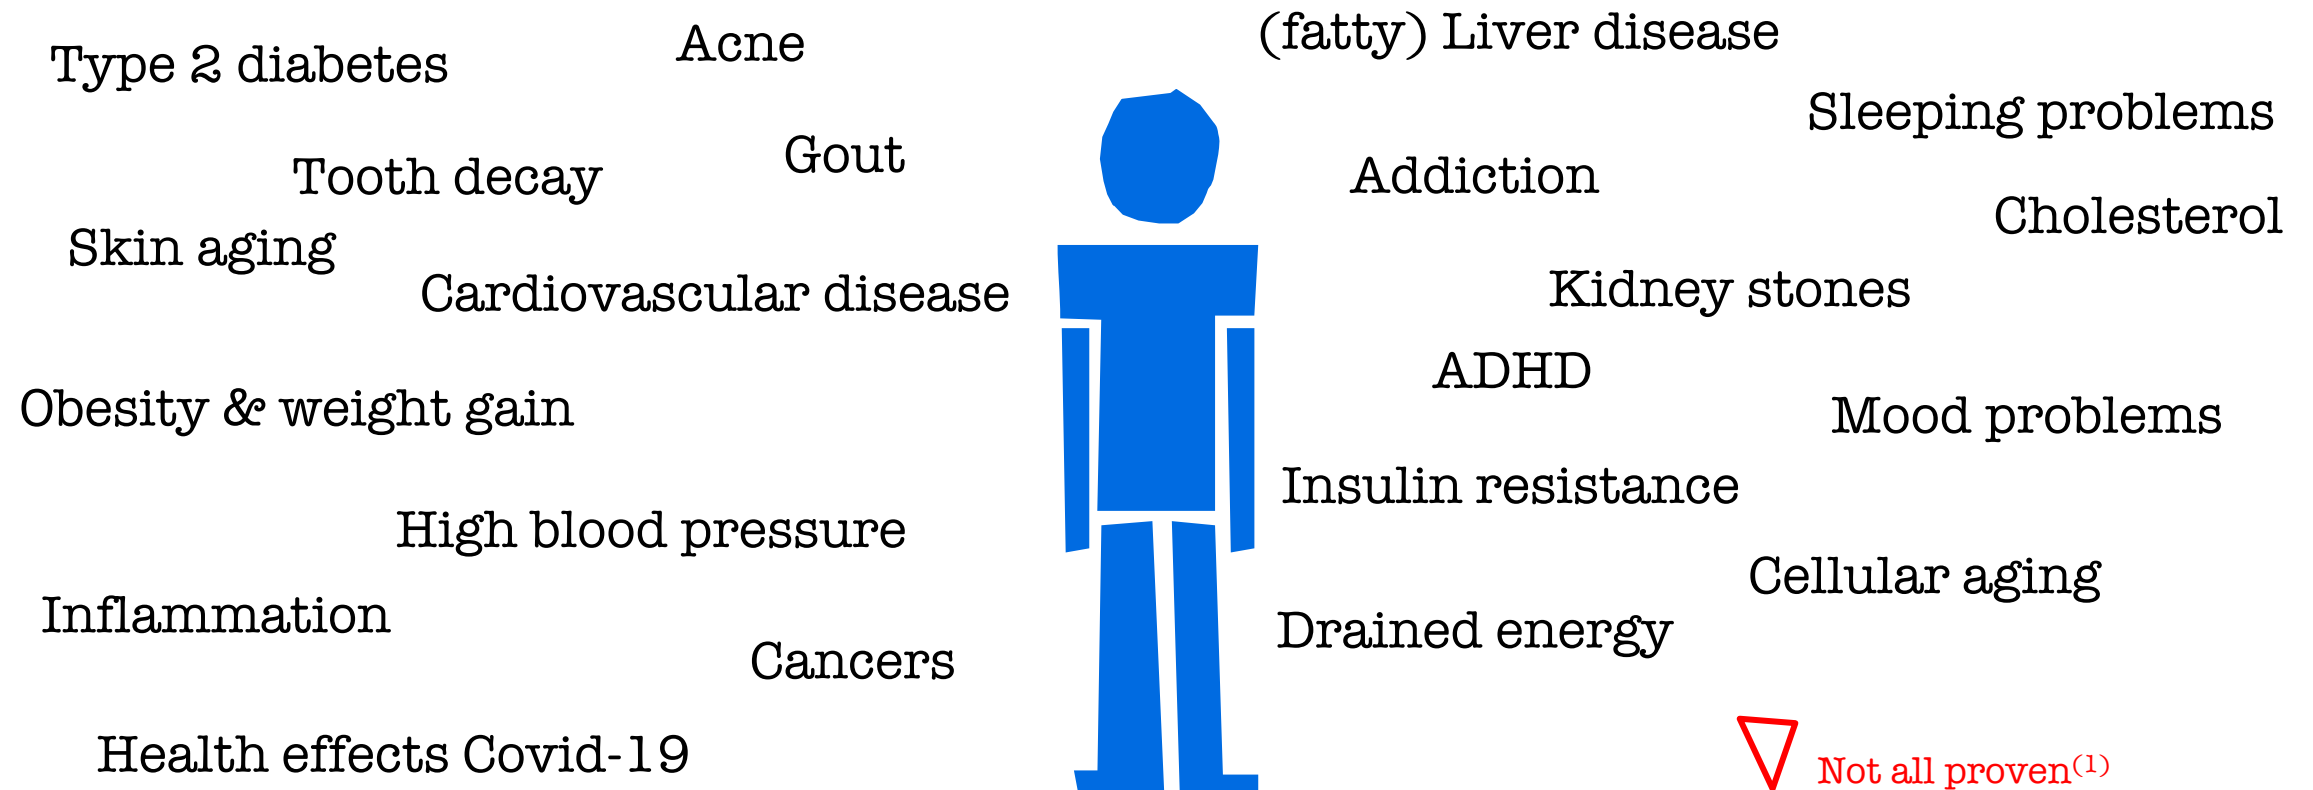 Type 2 diabetes
Acne
Tooth decay
Gout
Skin aging
Cardiovascular disease
Obesity & weight gain
High blood pressure
Inflammation
Cancers
Health effects Covid-19
(fatty) Liver disease
Sleeping problems
Addiction
Cholesterol
Kidney stones
ADHD
Mood problems
Insulin resistance
Cellular aging
Drained energy
Not all proven(1)